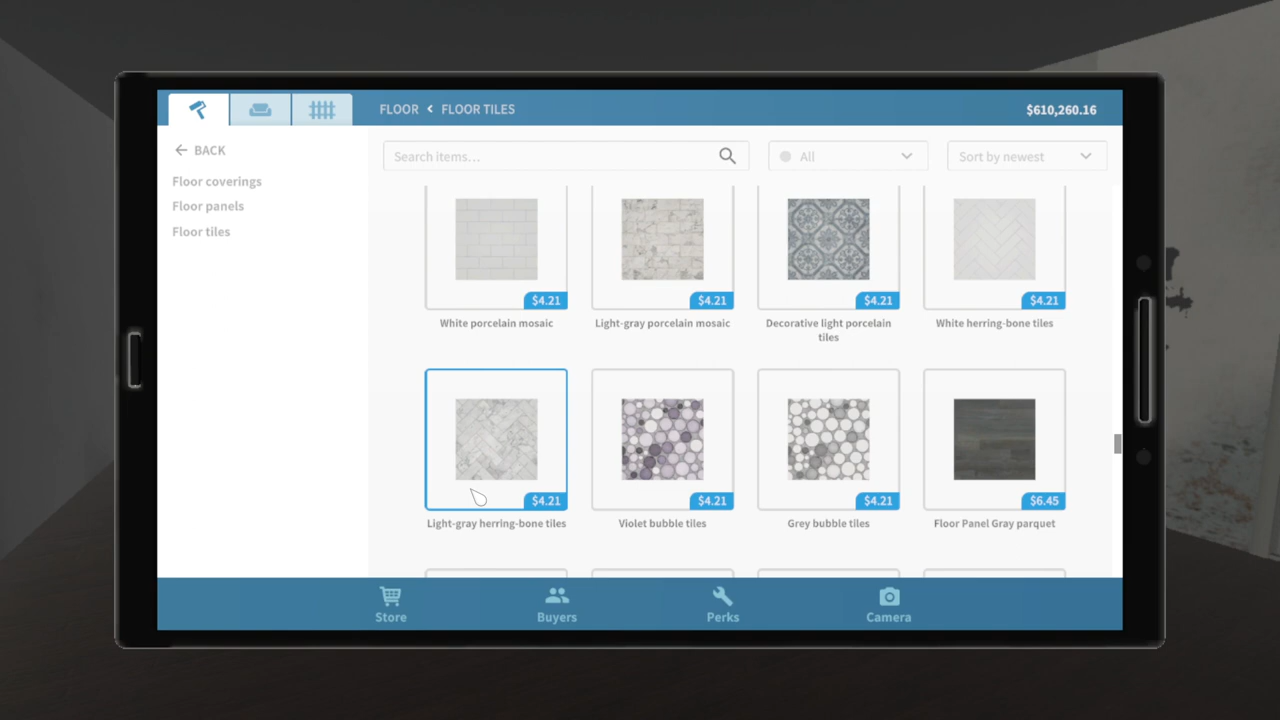 FLOOR < FLOOR TILES
$610,260.16
BACK
Search items...
All
Sort by newest
Floor coverings
Floor panels
Floor tiles
$4.21
$4.21
$4.21
$4.21
White porcelain mosaic
Light-gray porcelain mosaic
Decorative light porcelain
tiles
White herring-bone tiles
$4.21
$4.21
$4.21
$6.45
Light-gray herring-bone tiles
Violet bubble tiles
Grey bubble tiles
Floor Panel Gray parquet
Store
Buyers
Perks
Camera